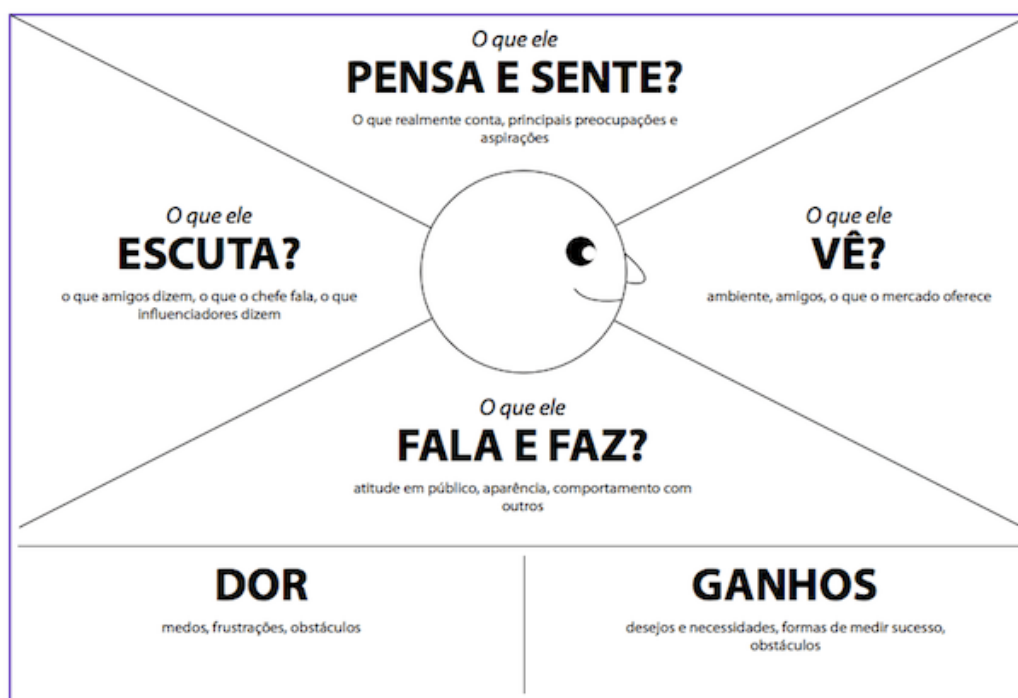 O que ele
PENSA E SENTE?
O que realmente conta, principais preocupações e
aspirações
O que ele
ESCUTA?
o que amigos dizem, o que o chefe fala, o que
influenciadores dizem
O que ele
VÊ?
ambiente, amigos, o que o mercado oferece
O que ele
FALA E FAZ?
atitude em público, aparência, comportamento com
outros
DOR
medos, frustrações, obstáculos
GANHOS
desejos e necessidades, formas de medir sucesso,
obstáculos